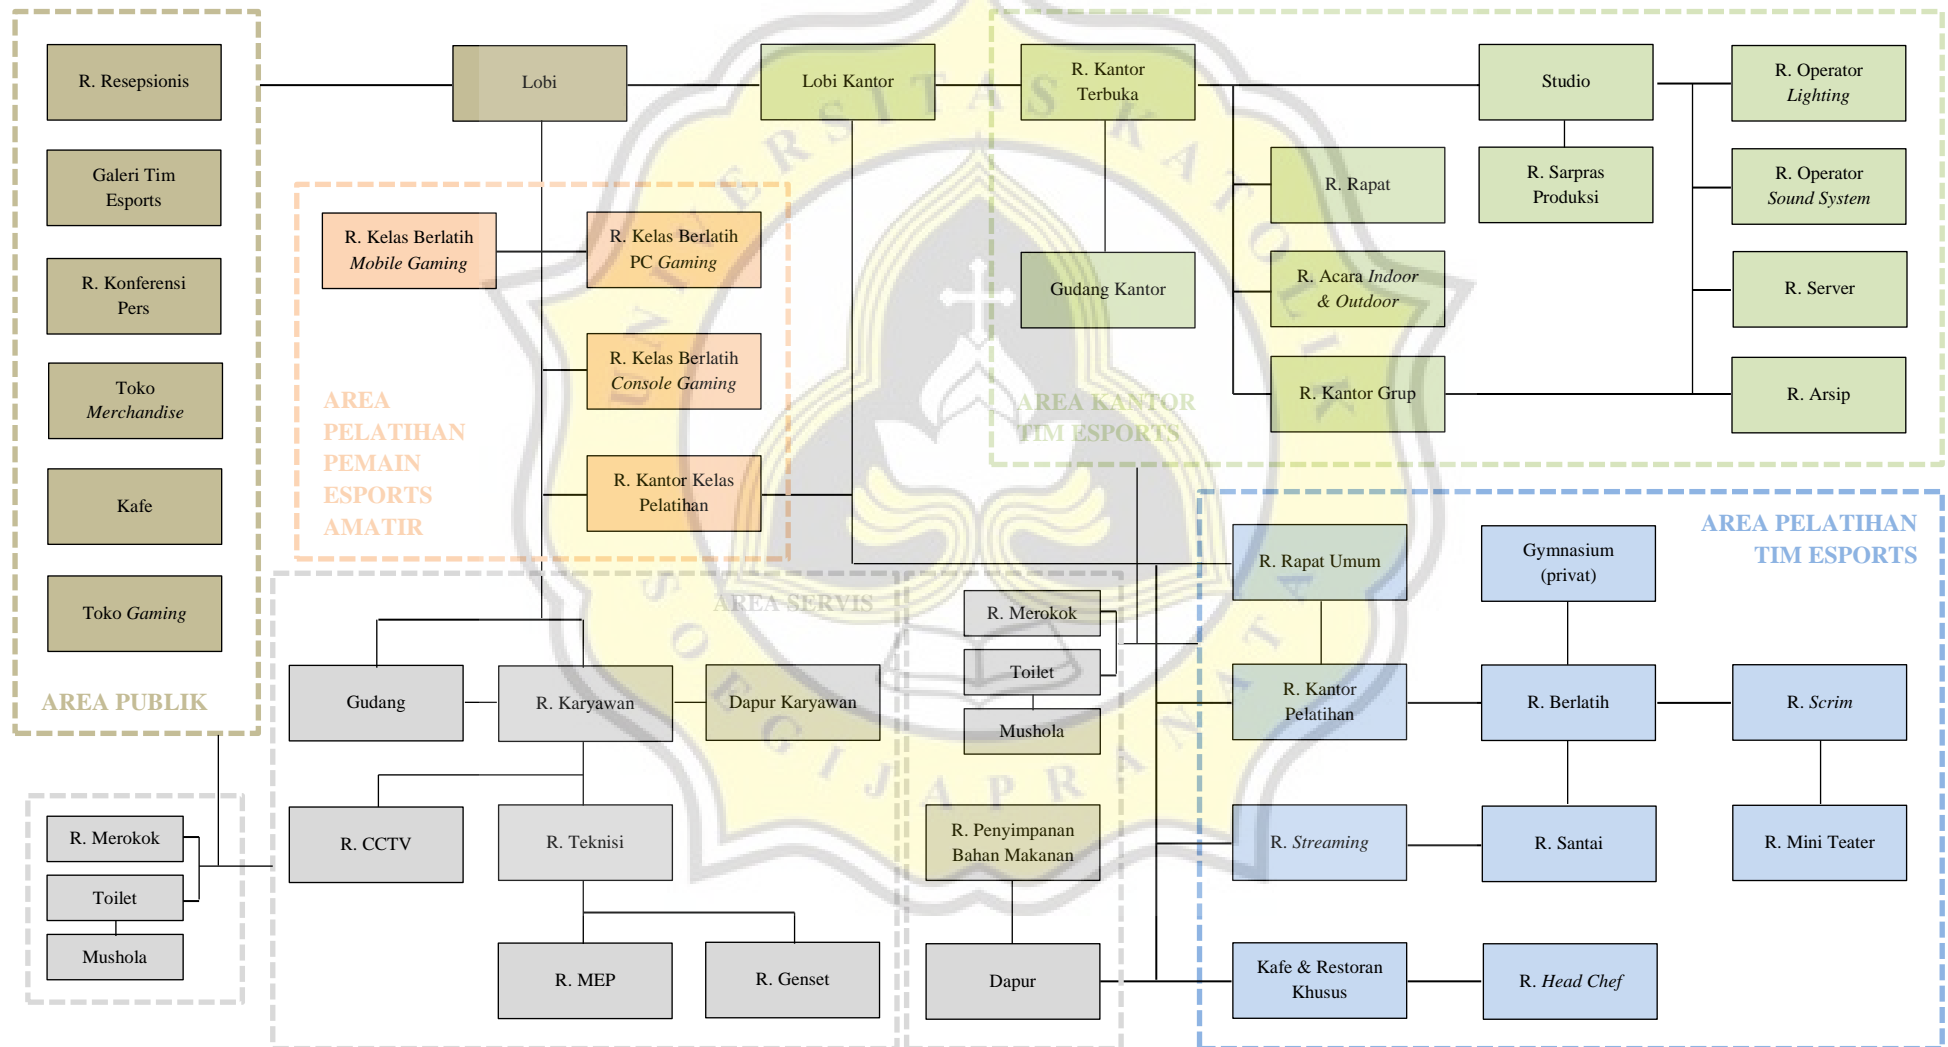 R. Resepsionis
Galeri Tim
Esports
R. Konferensi
Pers
Toko
Merchandise
Kafe
Toko Gaming
AREA PUBLIK
Lobi
Lobi Kantor
R. Kantor
Terbuka
Studio
R. Operator
Lighting
R. Rapat
R. Sarpras
Produksi
R. Operator
Sound System
Gudang Kantor
R. Acara Indoor
& Outdoor
R. Server
R. Kantor Grup
R. Arsip
AREA KANTOR
TIM ESPORTS
R. Kelas Berlatih
Mobile Gaming
R. Kelas Berlatih
PC Gaming
R. Kelas Berlatih
Console Gaming
R. Kantor Kelas
Pelatihan
AREA
PELATIHAN
PEMAIN
ESPORTS
AMATIR
AREA SERVIS
Gudang
R. Karyawan
Dapur Karyawan
R. CCTV
R. Teknisi
R. MEP
R. Genset
R. Merokok
Toilet
Mushola
R. Merokok
Toilet
Mushola
R. Penyimpanan
Bahan Makanan
Dapur
AREA PELATIHAN
TIM ESPORTS
R. Rapat Umum
Gymnasium
(privat)
R. Kantor
Pelatihan
R. Berlatih
R. Scrim
R. Streaming
R. Santai
R. Mini Teater
Kafe & Restoran
Khusus
R. Head Chef
UNIVERSITAS KATOLIK
SOEGIJAPRANATA